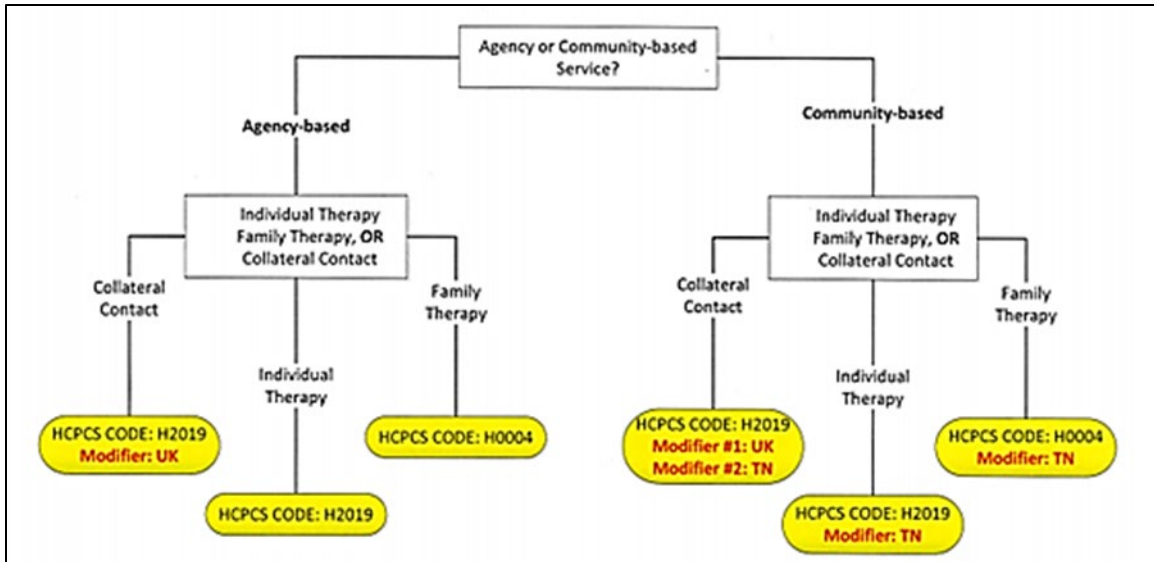 Agency or Community-based
Service?
Agency-based
Community-based
Individual Therapy
Family Therapy, OR
Collateral Contact
Individual Therapy
Family Therapy, OR
Collateral Contact
Collateral
Contact
Family
Therapy
Individual
Therapy
Collateral
Contact
Family
Therapy
Individual
Therapy
HCPCS CODE: H2019
Modifier: UK
HCPCS CODE: H0004
HCPCS CODE: H2019
HCPCS CODE: H2019
Modifier #1: UK
Modifier #2: TN
HCPCS CODE: H0004
Modifier: TN
HCPCS CODE: H2019
Modifier: TN